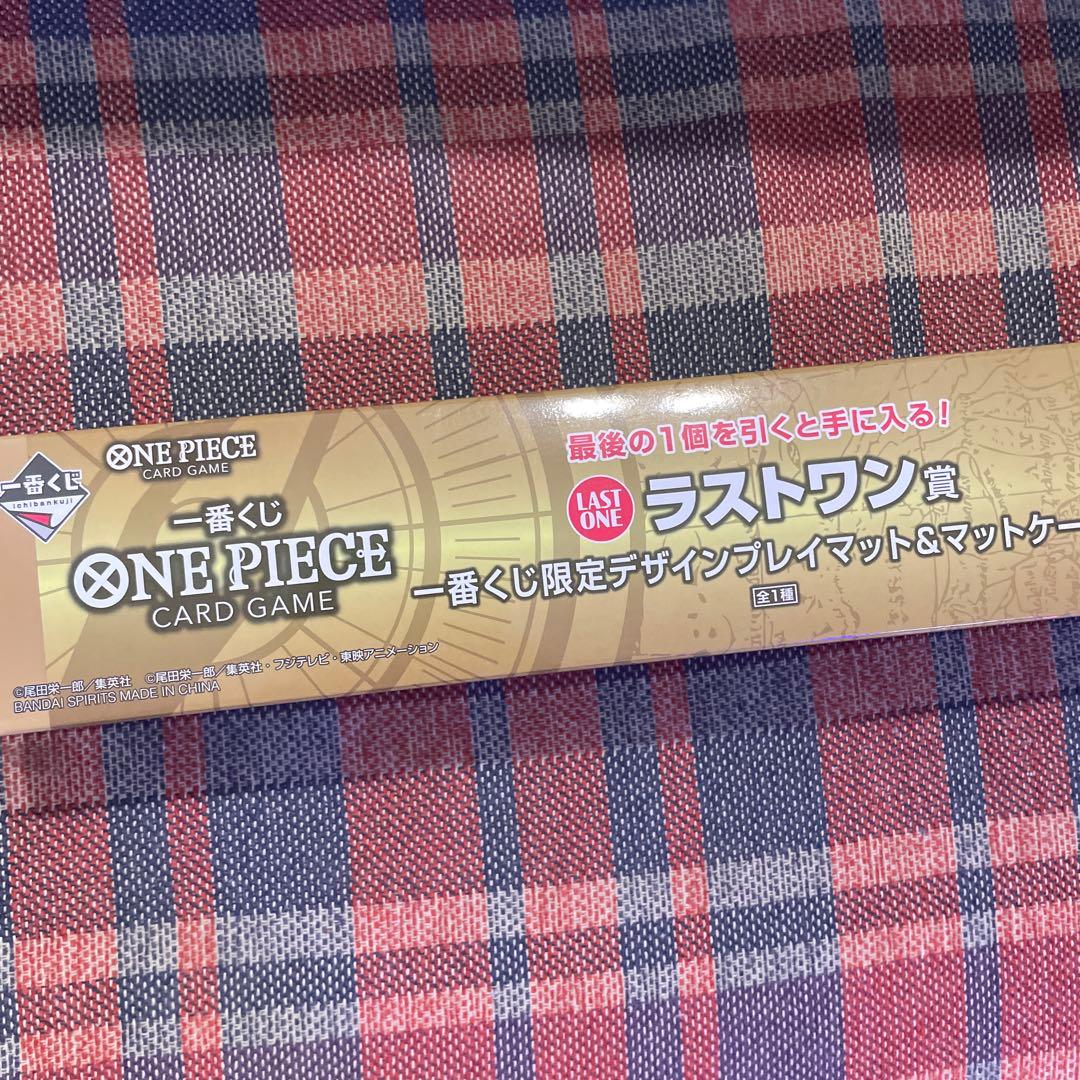 一番くじ
ichibankuji
ONE PIECE
CARD GAME
一番くじ
ONE PIECE
CARD GAME
最後の1個を引くと手に入る!
LAST
ONE
ラストワン賞
一番くじ限定デザインプレイマット&マットケー
全1種
©尾田栄一郎/集英社 ©尾田栄一郎/集英社・フジテレビ・東映アニメーション
BANDAI SPIRITS MADE IN CHINA